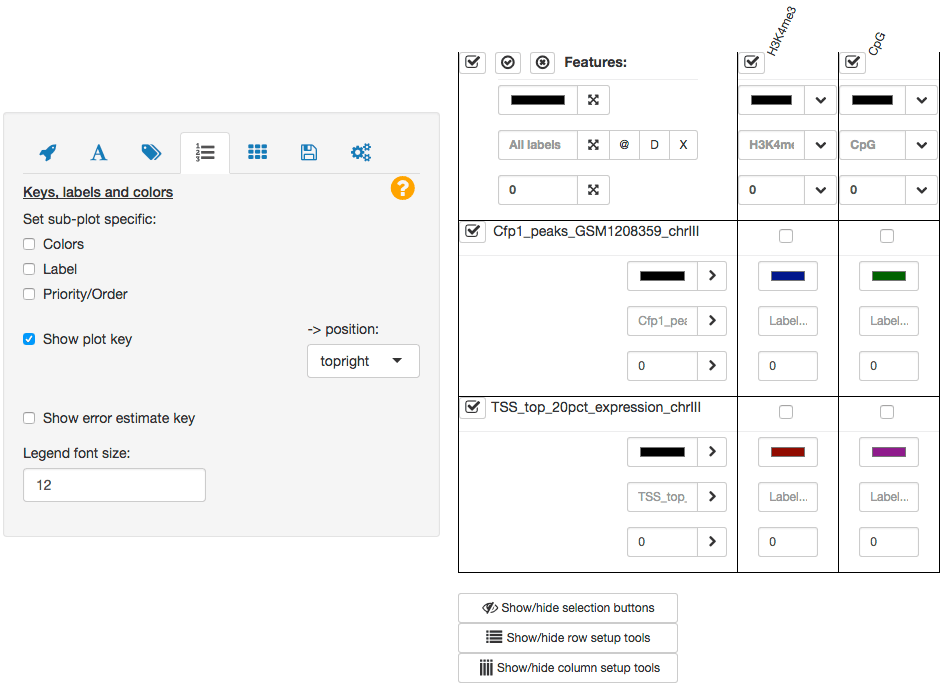 Keys, labels and colors
Set sub-plot specific:
Colors
Label
Priority/Order
Show plot key
-> position:
topright
Show error estimate key
Legend font size:
12
H3K4me3
CpG
Features:
All labels @ D X H3K4me CpG
0 0 0
Cfp1_peaks_GSM1208359_chrIII
Cfp1_pea Label... Label...
0 0 0
TSS_top_20pct_expression_chrIII
TSS_top_ Label... Label...
0 0 0
Show/hide selection buttons
Show/hide row setup tools
Show/hide column setup tools